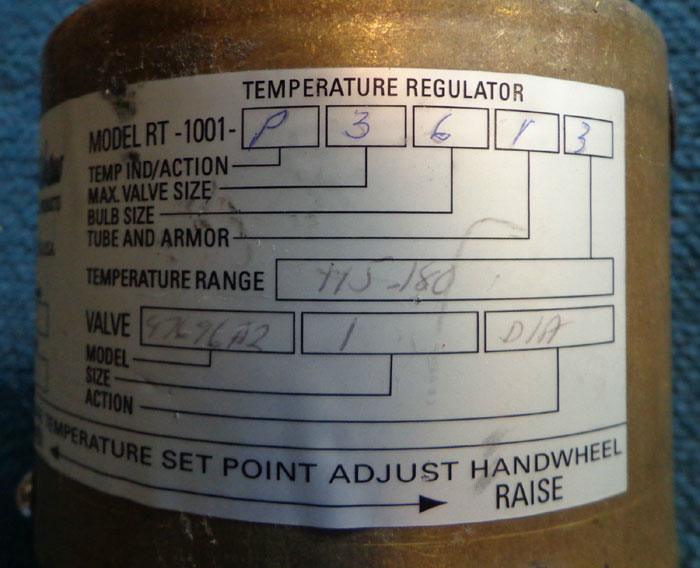 TEMPERATURE REGULATOR
MODEL RT -1001- P 3 6 1 3
TEMP IND/ACTION
MAX. VALVE SIZE
BULB SIZE
TUBE AND ARMOR
TEMPERATURE RANGE 115-180
VALVE 1 D/A
MODEL
SIZE
ACTION
TEMPERATURE SET POINT ADJUST HANDWHEEL
RAISE